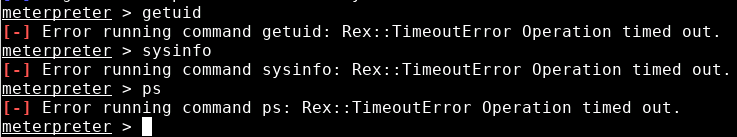 meterpreter > getuid
[-] Error running command getuid: Rex::TimeoutError Operation timed out.
meterpreter > sysinfo
[-] Error running command sysinfo: Rex::TimeoutError Operation timed out.
meterpreter > ps
[-] Error running command ps: Rex::TimeoutError Operation timed out.
meterpreter >